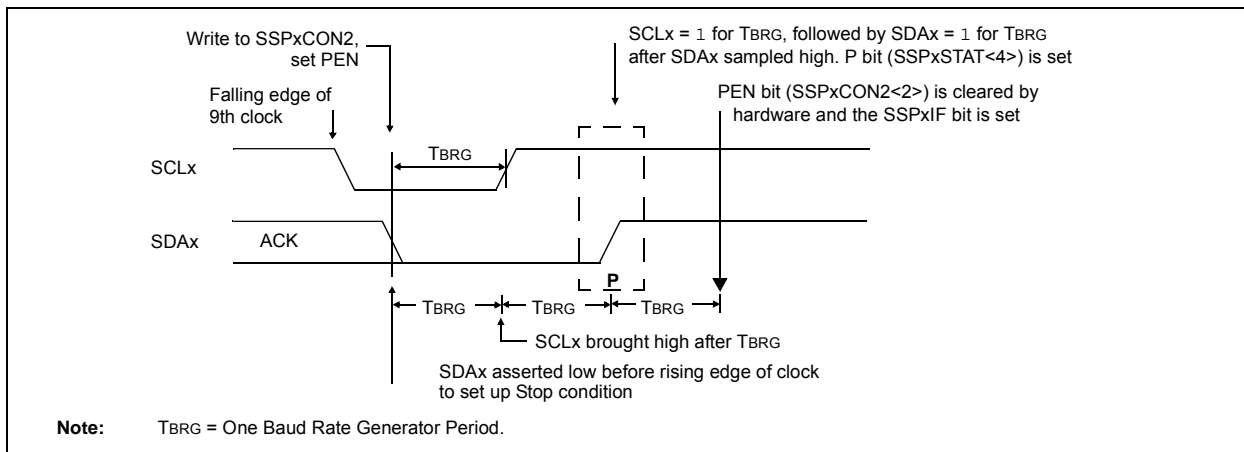 Write to SSPxCON2,
set PEN
SCLx = 1 for TBRG, followed by SDAx = 1 for TBRG
after SDAx sampled high. P bit (SSPxSTAT<4>) is set
Falling edge of
9th clock
PEN bit (SSPxCON2<2>) is cleared by
hardware and the SSPxIF bit is set
SCLx
TBRG
SDAx
ACK
P
TBRG
TBRG
TBRG
SCLx brought high after TBRG
SDAx asserted low before rising edge of clock
to set up Stop condition
Note: TBRG = One Baud Rate Generator Period.